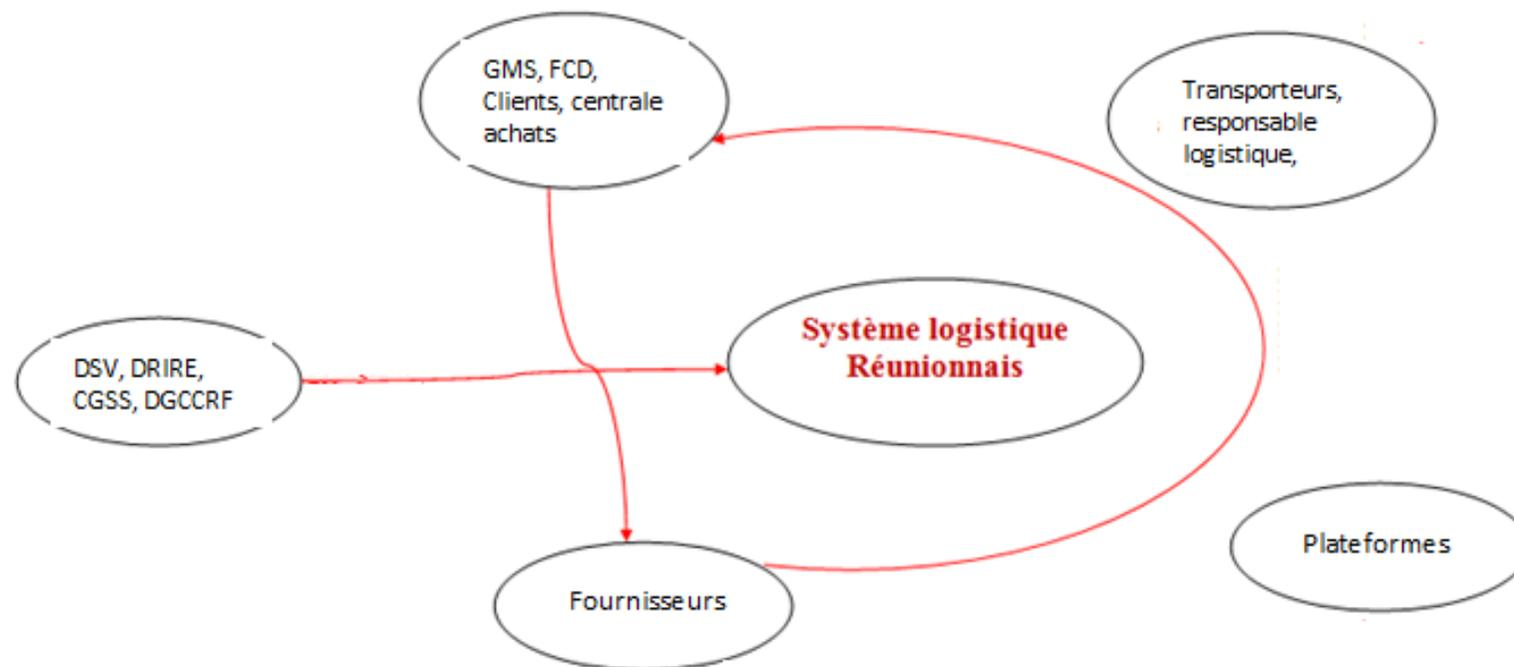 GMS, FCD,
Clients, centrale
achats
Transporteurs,
responsable
logistique,
Système logistique
Réunionnais
DSV, DRIRE,
CGSS, DGCCRF
Plateformes
Fournisseurs